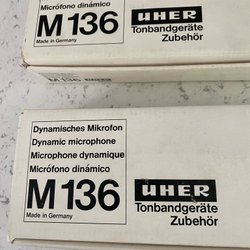 Micrófono dinámico
M 136
Made in Germany
UHER
Tonbandgeräte
Zubehör
M 136
Dynamisches Mikrofon
Dynamic microphone
Microphone dynamique
Micrófono dinámico
M 136
Made in Germany
UHER
Tonbandgeräte
Zubehör